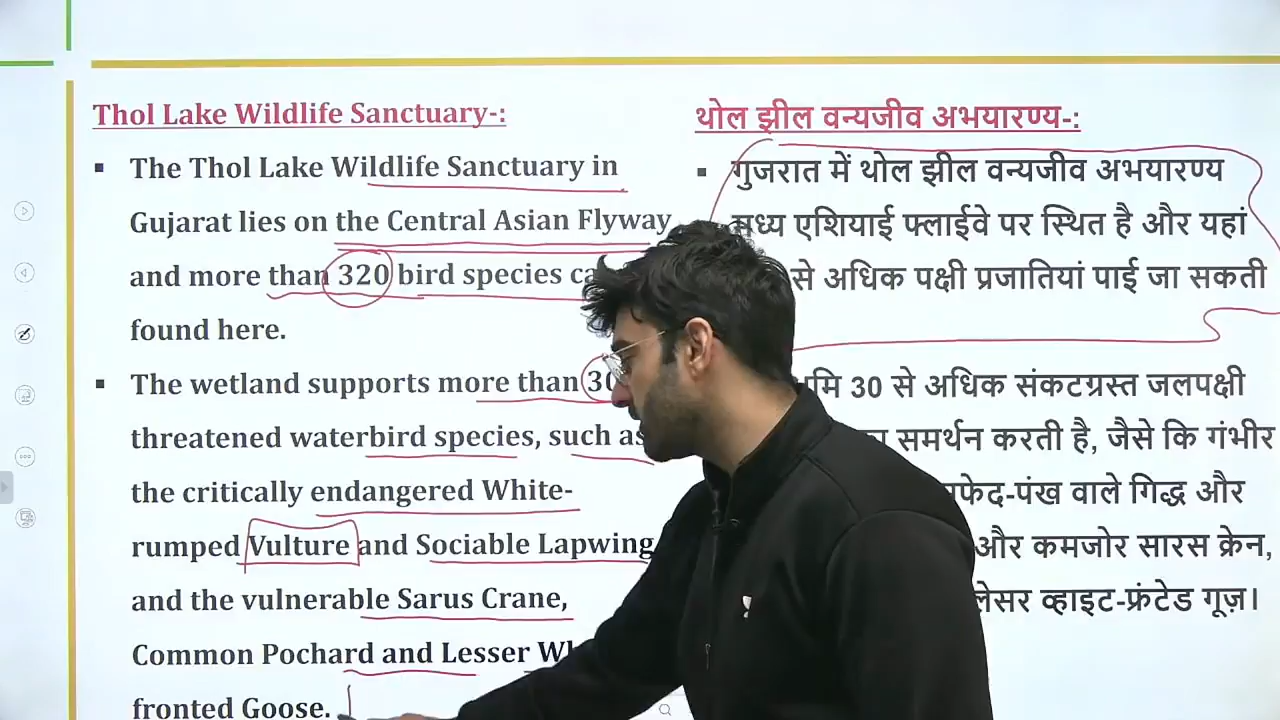 Thol Lake Wildlife Sanctuary-:
The Thol Lake Wildlife Sanctuary in
Gujarat lies on the Central Asian Flyway
and more than 320 bird species
found here.
The wetland supports more than 30
threatened waterbird species, such as
the critically endangered White-
rumped Vulture and Sociable Lapwing
and the vulnerable Sarus Crane,
Common Pochard and Lesser
fronted Goose.
थोल झील वन्यजीव अभयारण्य-:
गुजरात में थोल झील वन्यजीव अभयारण्य
मध्य एशियाई फ्लाईवे पर स्थित है और यहां
से अधिक पक्षी प्रजातियां पाई जा सकती
30 से अधिक संकटग्रस्त जलपक्षी
समर्थन करती है, जैसे कि गंभीर
वाले गिद्ध और
और कमजोर सारस क्रेन,
व्हाइट-फ्रंटेड गूज़।